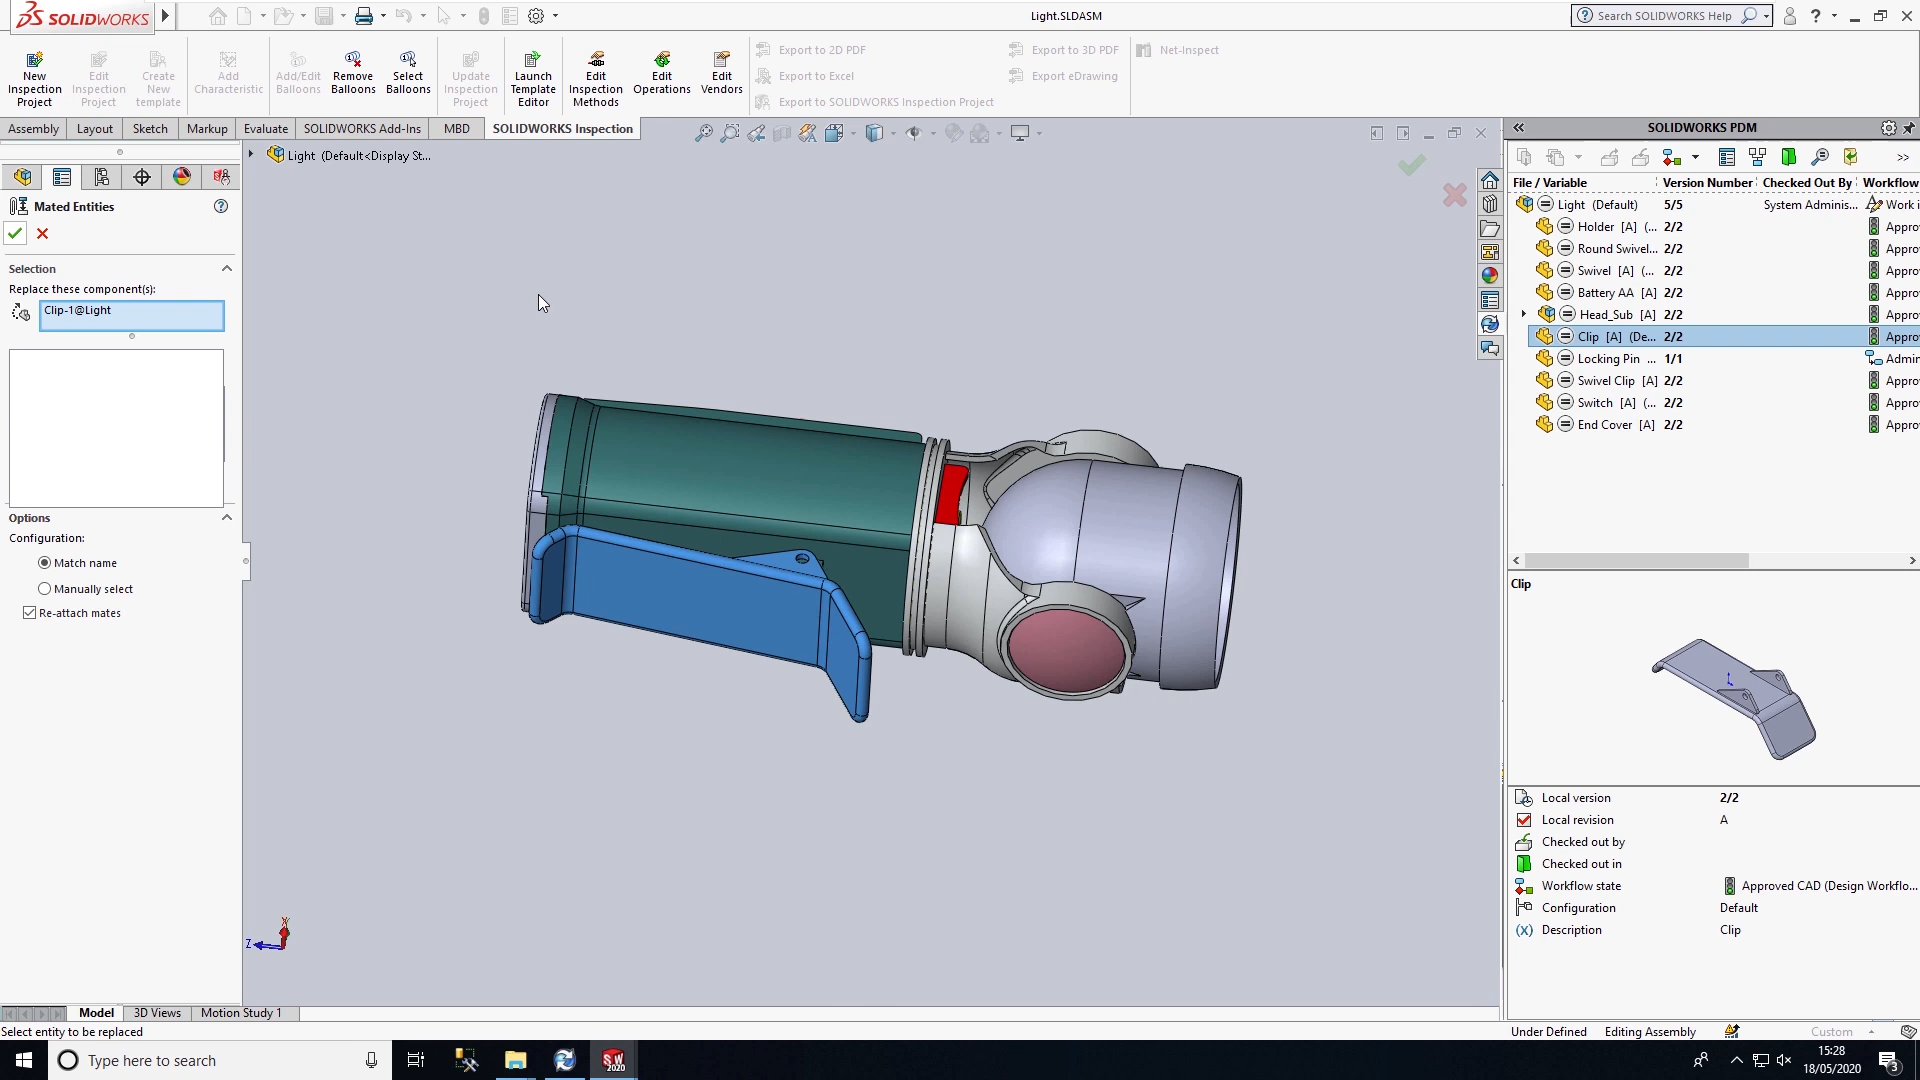 SOLIDWORKS
Light.SLDASM
Search SOLIDWORKS Help
New Inspection Project
Edit Inspection Project
Create New template
Add Characteristic
Add/Edit Balloons
Remove Balloons
Select Balloons
Update Inspection Project
Launch Template Editor
Edit Inspection Methods
Edit Operations
Edit Vendors
Export to 2D PDF
Export to Excel
Export to SOLIDWORKS Inspection Project
Export to 3D PDF
Export eDrawing
Net-Inspect
Assembly
Layout
Sketch
Markup
Evaluate
SOLIDWORKS Add-Ins
MBD
SOLIDWORKS Inspection
Light (Default<Display St...
Mated Entities
Selection
Replace these component(s):
Clip-1@Light
Options
Configuration:
Match name
Manually select
Re-attach mates
X
Z
SOLIDWORKS PDM
>>
File / Variable Version Number Checked Out By Workflow
Light (Default) 5/5 System Adminis... Work i
Holder [A] (... 2/2 Appro
Round Swivel... 2/2 Appro
Swivel [A] (... 2/2 Appro
Battery AA [A] 2/2 Appro
Head_Sub [A] 2/2 Appro
Clip [A] (De... 2/2 Appro
Locking Pin ... 1/1 Admin
Swivel Clip [A] 2/2 Appro
Switch [A] (... 2/2 Appro
End Cover [A] 2/2 Appro
Clip
Local version 2/2
Local revision A
Checked out by
Checked out in
Workflow state Approved CAD (Design Workflo...
Configuration Default
(x) Description Clip
Model
3D Views
Motion Study 1
Select entity to be replaced
Under Defined
Editing Assembly
Custom
Type here to search
SW 2020
15:28
18/05/2020
3